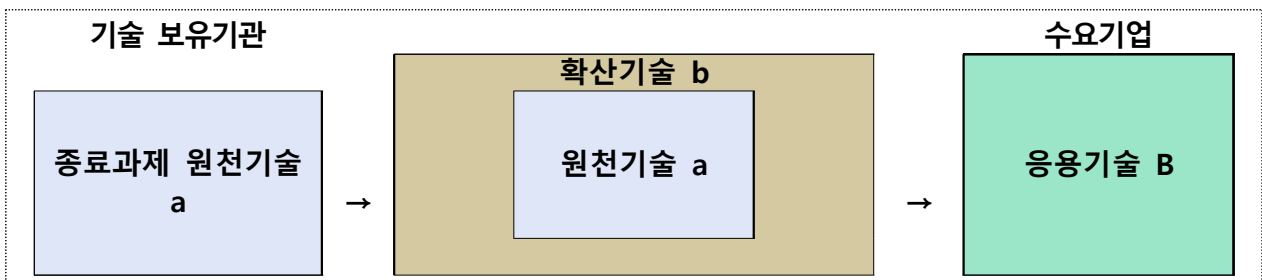 기술 보유기관
수요기업
확산기술 b
종료과제 원천기술
a
→
원천기술 a
→
응용기술 B